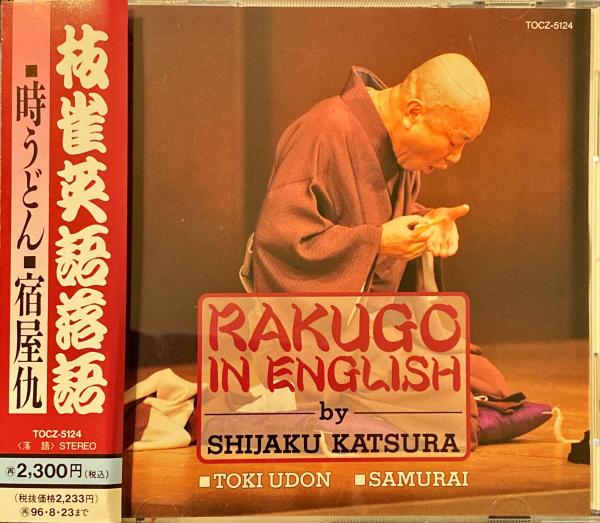 枝雀英語落語
■時うどん■宿屋仇
TOCZ-5124
〈落語〉STEREO
再2,300円(税込)
(税抜価格2,233円)
再96・8・23まで
TOCZ-5124
RAKUGO
IN ENGLISH
by
SHIJAKU KATSURA
■TOKI UDON ■SAMURAI